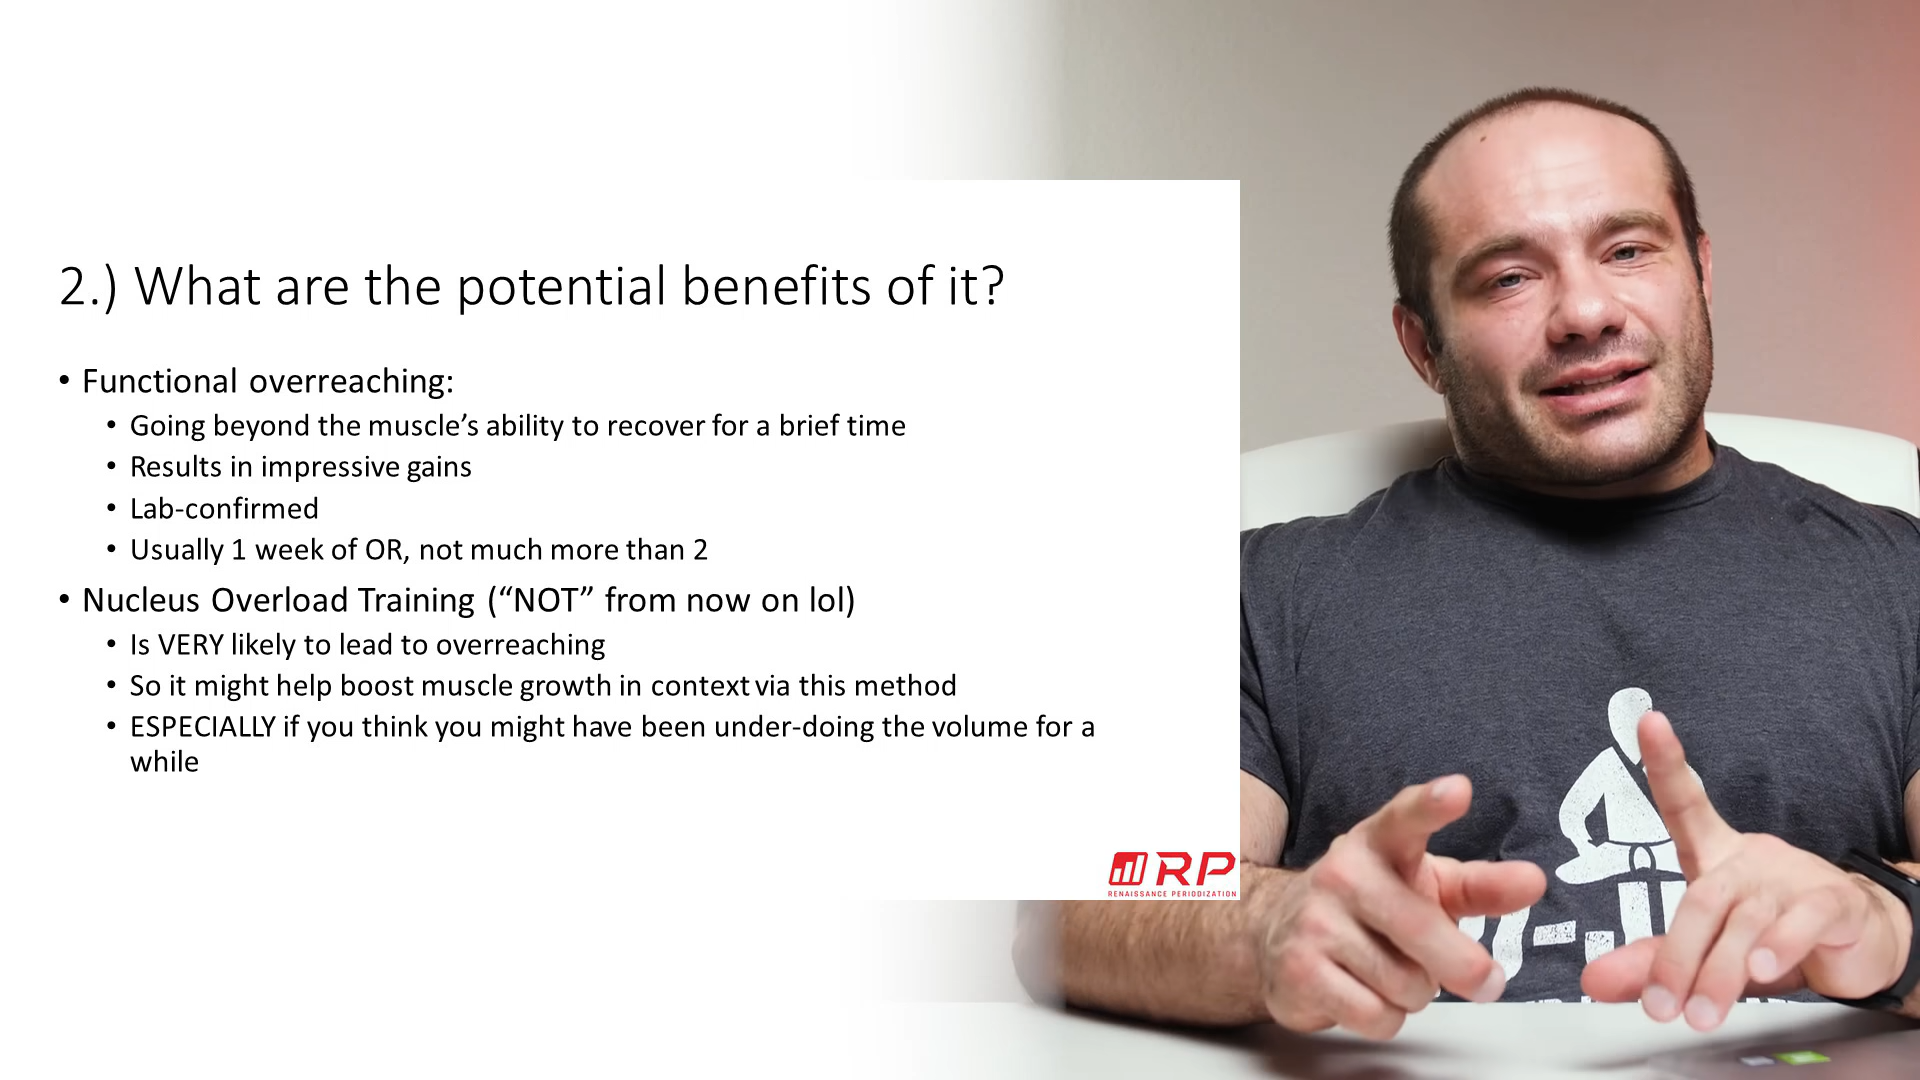 2.) What are the potential benefits of it?
• Functional overreaching:
• Going beyond the muscle’s ability to recover for a brief time
• Results in impressive gains
• Lab-confirmed
• Usually 1 week of OR, not much more than 2
• Nucleus Overload Training (“NOT” from now on lol)
• Is VERY likely to lead to overreaching
• So it might help boost muscle growth in context via this method
• ESPECIALLY if you think you might have been under-doing the volume for a
while
RP
RENAISSANCE PERIODIZATION